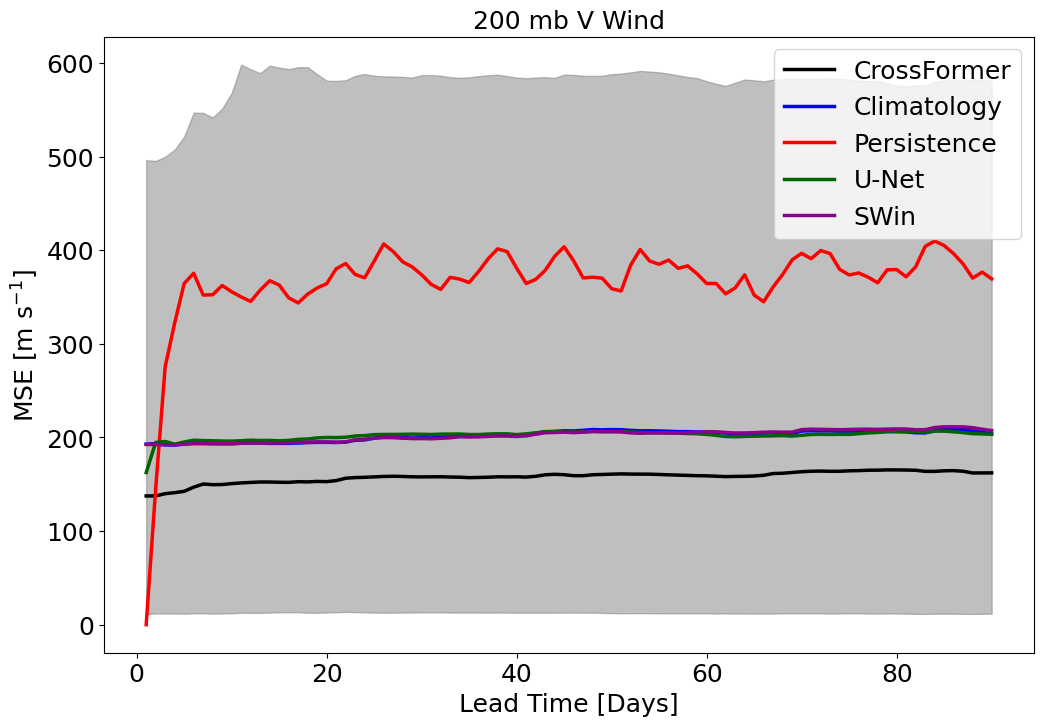 200 mb V Wind
MSE [m s⁻¹]
600
500
400
300
200
100
0
CrossFormer
Climatology
Persistence
U-Net
SWin
0 20 40 60 80
Lead Time [Days]